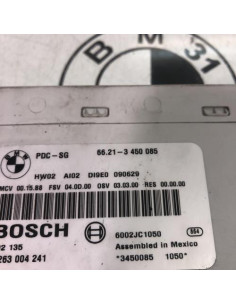 B M 31
PDC-SG 66.21-3 450 085
HW02 AI02 DI9E0 090629
MCV 00.15.88 FSV 04.00.00 OSV 03.03.00 RES 00.00.00
BOSCH 6002JC1050 554
2 135 Assembled in Mexico
263 004 241 *3450085 1050*